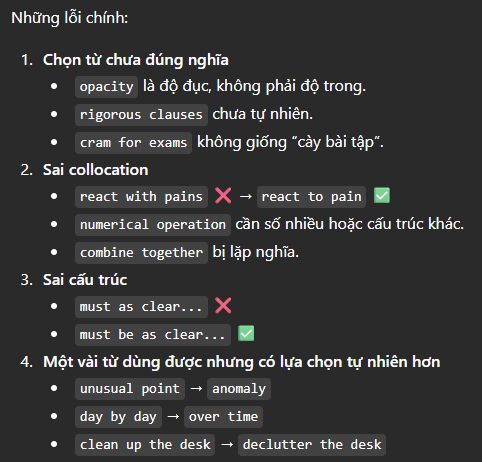 Những lỗi chính:
1. Chọn từ chưa đúng nghĩa
• opacity là độ đục, không phải độ trong.
• rigorous clauses chưa tự nhiên.
• cram for exams không giống “cày bài tập”.
2. Sai collocation
• react with pains ❌ → react to pain ✅
• numerical operation cần số nhiều hoặc cấu trúc khác.
• combine together bị lặp nghĩa.
3. Sai cấu trúc
• must as clear... ❌
• must be as clear... ✅
4. Một vài từ dùng được nhưng có lựa chọn tự nhiên hơn
• unusual point → anomaly
• day by day → over time
• clean up the desk → declutter the desk